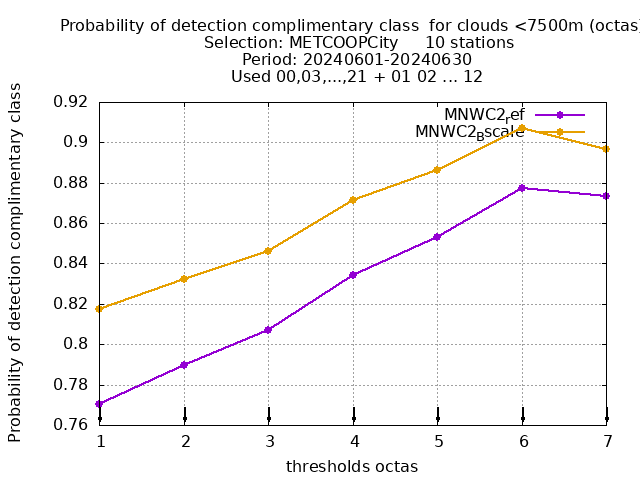 Probability of detection complimentary class  for clouds <7500m (octas)
Selection: METCOOPCity     10 stations
Period: 20240601-20240630
Used 00,03,...,21 + 01 02 ... 12
MNWC2ref
MNWC2Bscale
Probability of detection complimentary class
0.92
0.9
0.88
0.86
0.84
0.82
0.8
0.78
0.76
1 2 3 4 5 6 7
thresholds octas